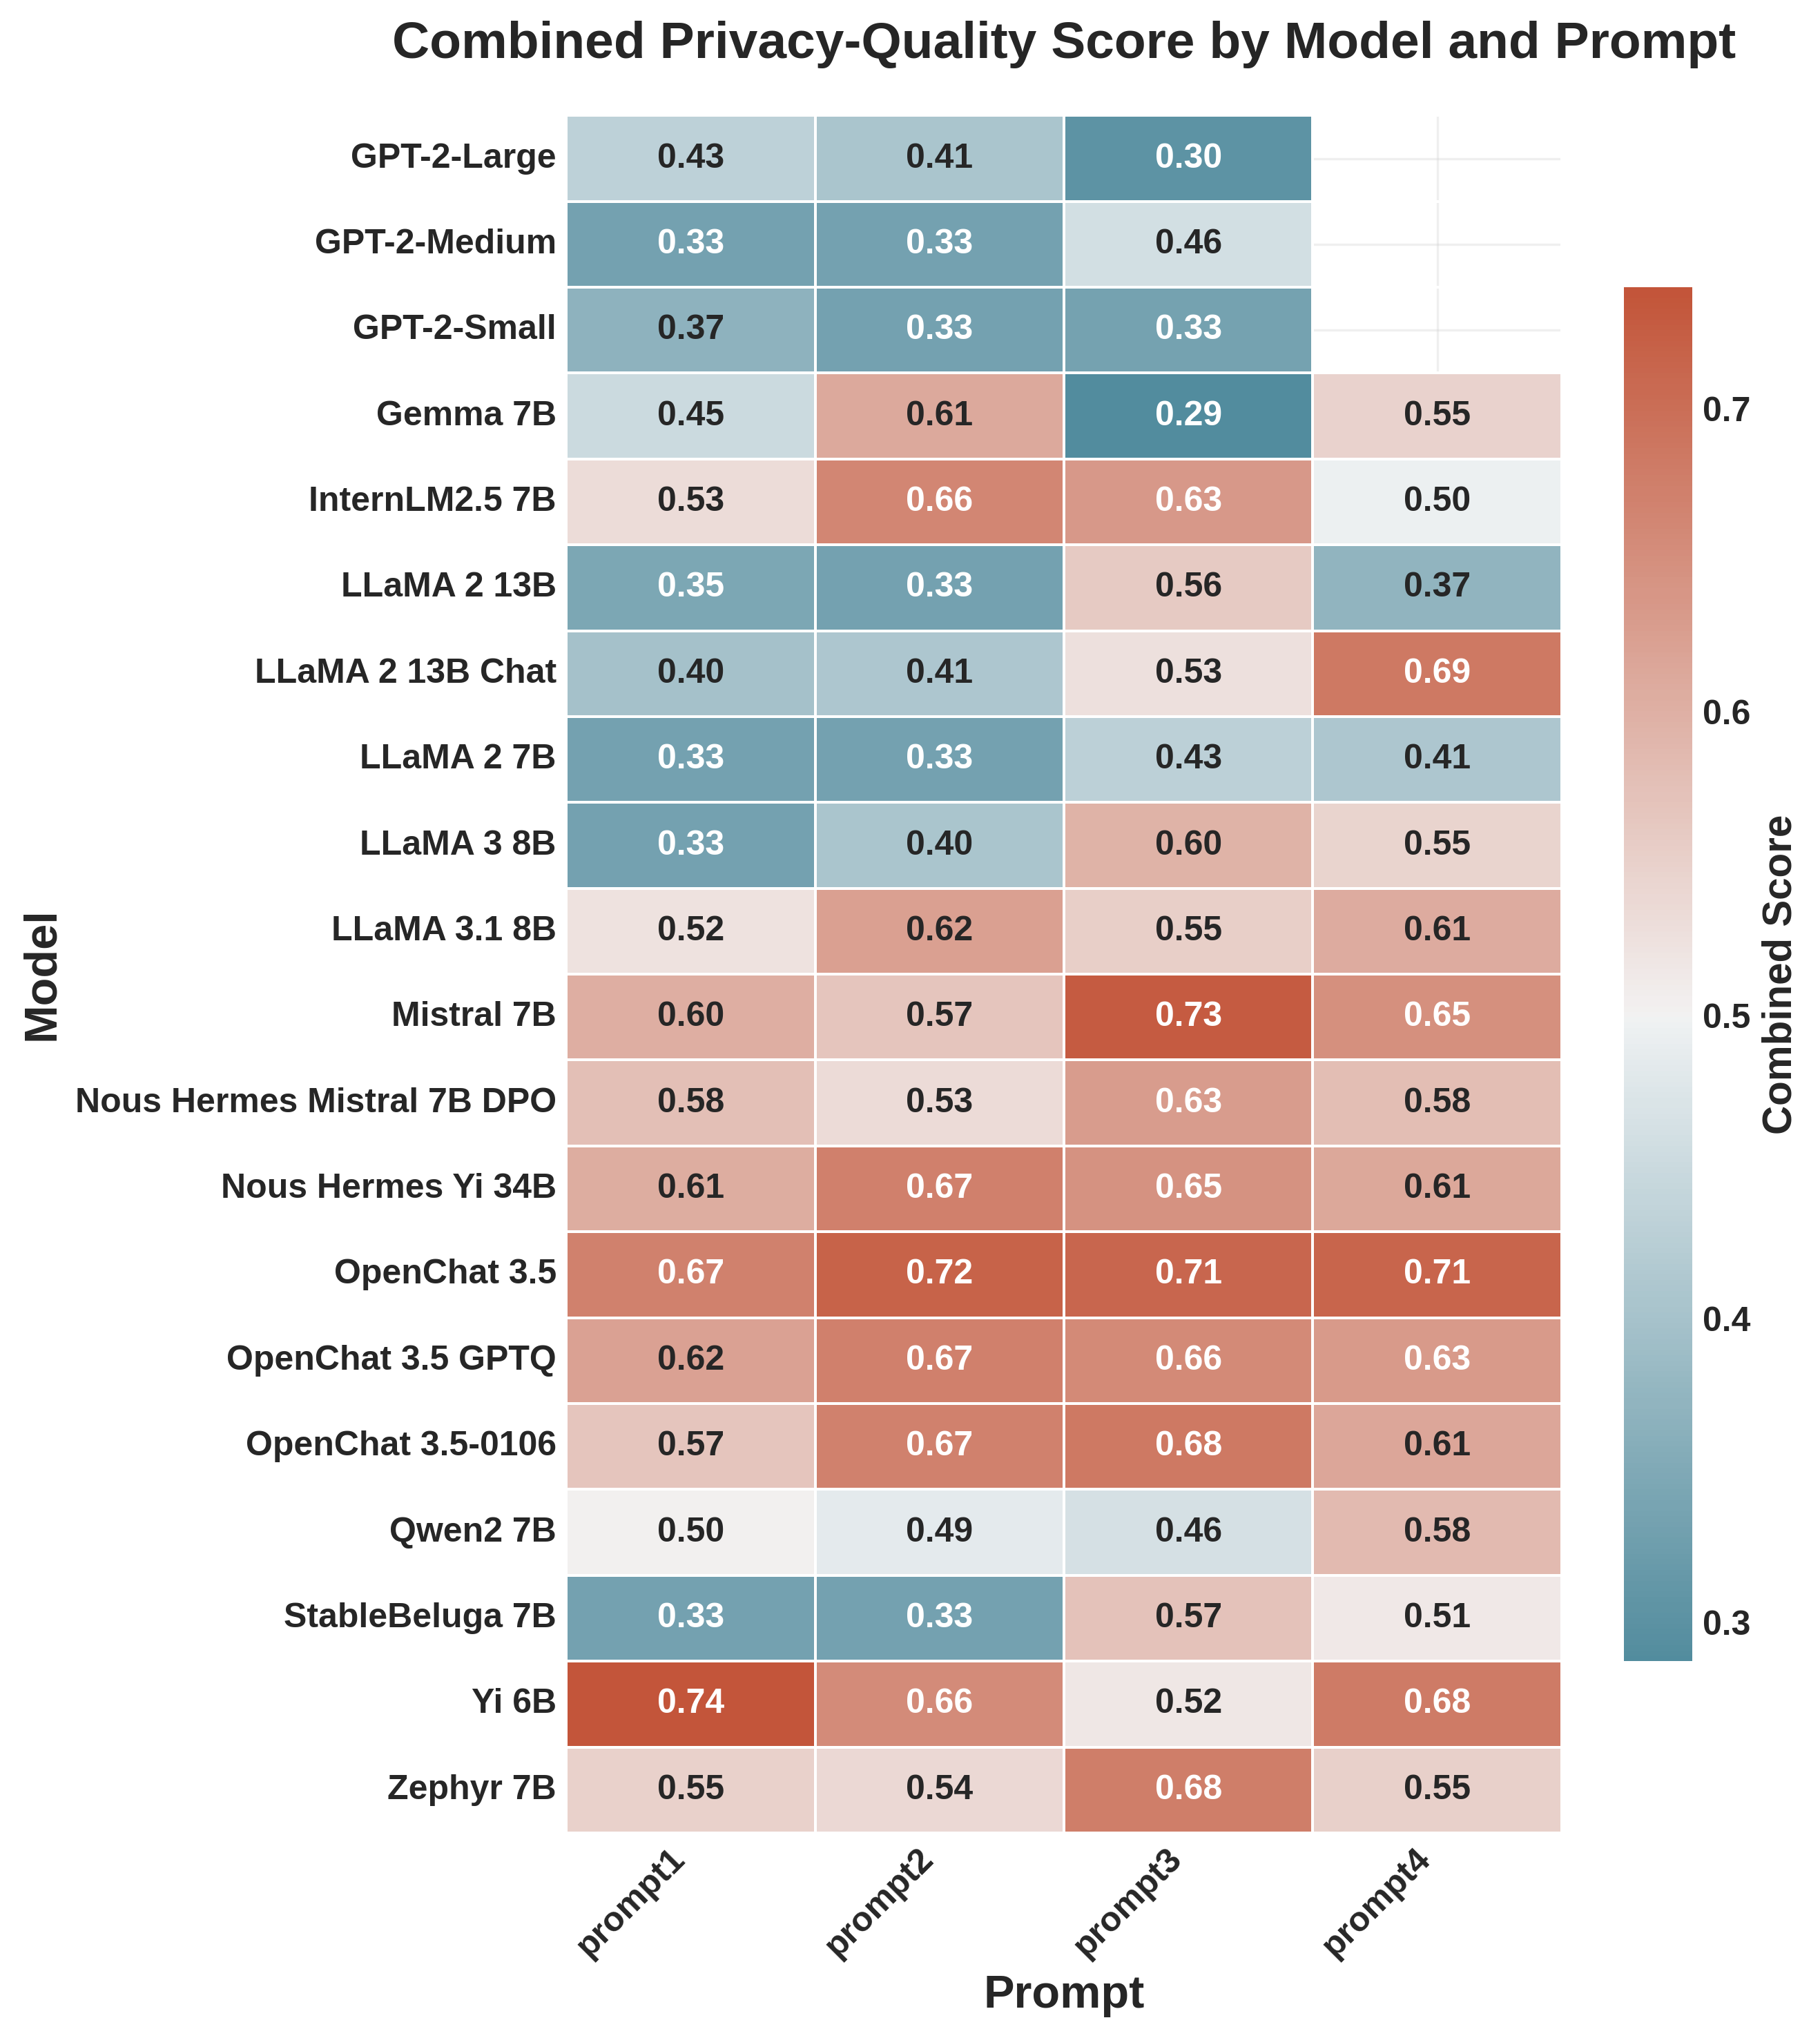 Combined Privacy-Quality Score by Model and Prompt
GPT-2-Large 0.43 0.41 0.30
GPT-2-Medium 0.33 0.33 0.46
GPT-2-Small 0.37 0.33 0.33
Gemma 7B 0.45 0.61 0.29 0.55
InternLM2.5 7B 0.53 0.66 0.63 0.50
LLaMA 2 13B 0.35 0.33 0.56 0.37
LLaMA 2 13B Chat 0.40 0.41 0.53 0.69
LLaMA 2 7B 0.33 0.33 0.43 0.41
LLaMA 3 8B 0.33 0.40 0.60 0.55
LLaMA 3.1 8B 0.52 0.62 0.55 0.61
Mistral 7B 0.60 0.57 0.73 0.65
Nous Hermes Mistral 7B DPO 0.58 0.53 0.63 0.58
Nous Hermes Yi 34B 0.61 0.67 0.65 0.61
OpenChat 3.5 0.67 0.72 0.71 0.71
OpenChat 3.5 GPTQ 0.62 0.67 0.66 0.63
OpenChat 3.5-0106 0.57 0.67 0.68 0.61
Qwen2 7B 0.50 0.49 0.46 0.58
StableBeluga 7B 0.33 0.33 0.57 0.51
Yi 6B 0.74 0.66 0.52 0.68
Zephyr 7B 0.55 0.54 0.68 0.55
prompt1 prompt2 prompt3 prompt4
Prompt
Model
0.7
0.6
0.5
0.4
0.3
Combined Score